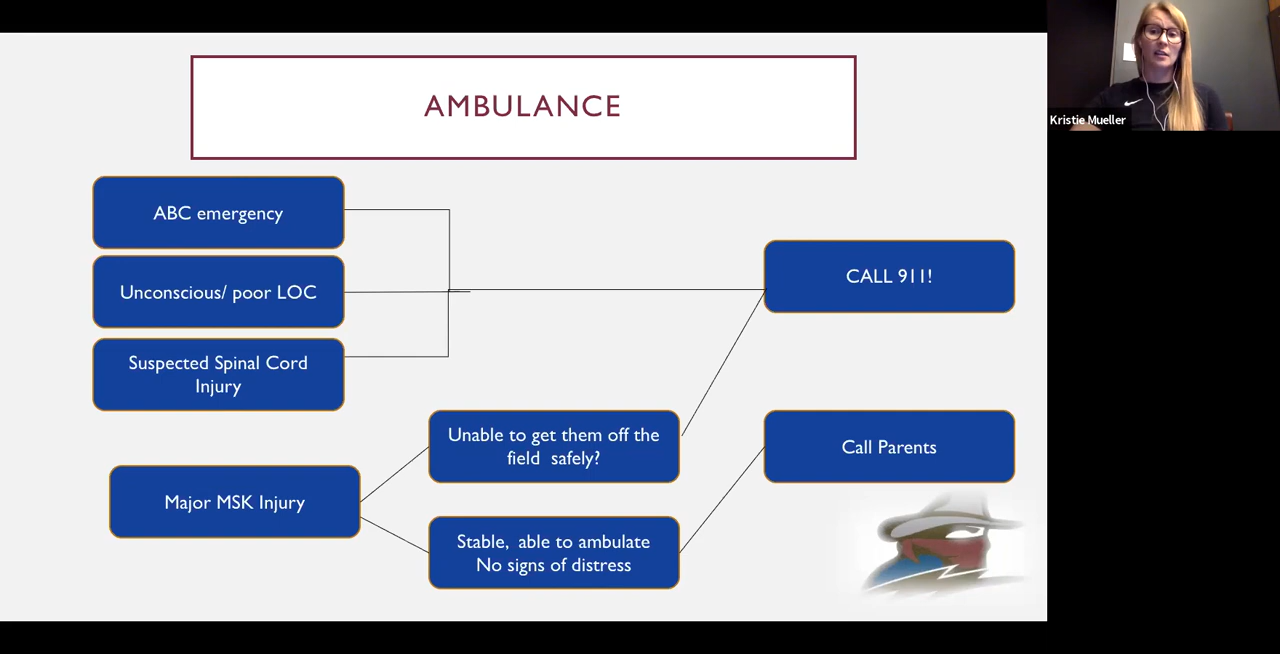 AMBULANCE
ABC emergency
Unconscious/ poor LOC
Suspected Spinal Cord
Injury
Major MSK Injury
Unable to get them off the
field safely?
Stable, able to ambulate
No signs of distress
CALL 911!
Call Parents
Kristie Mueller